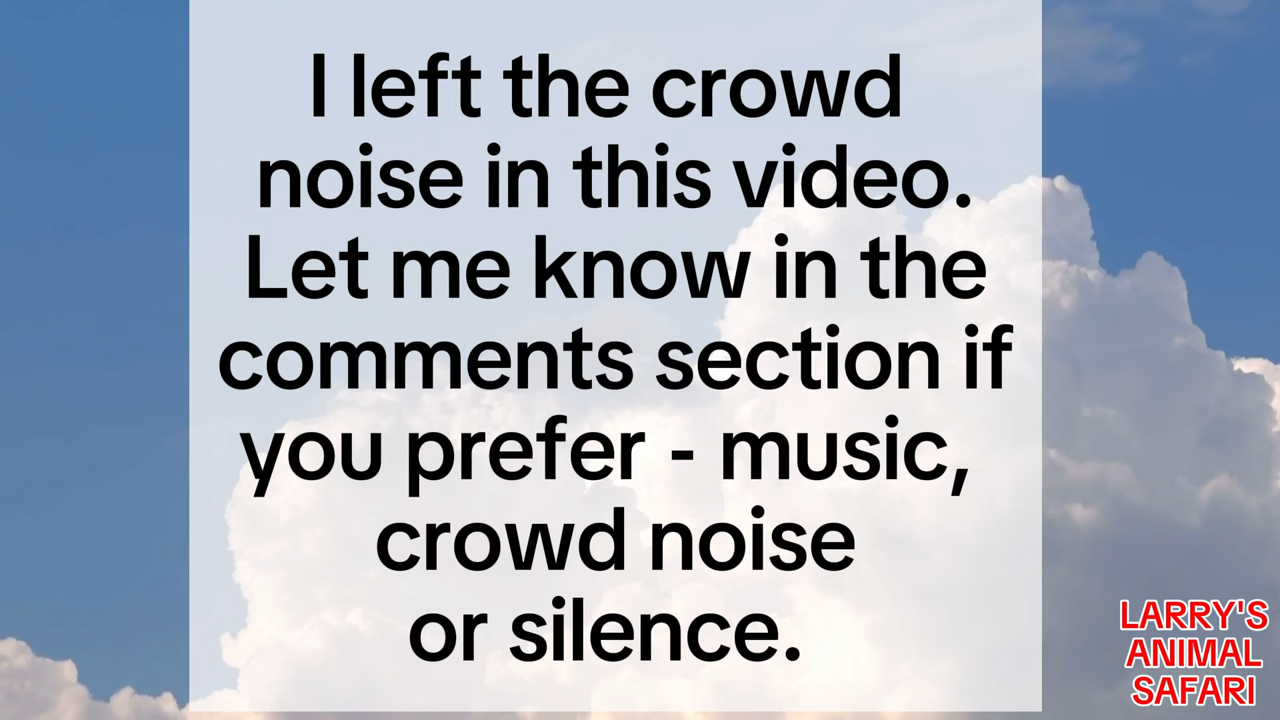 I left the crowd
noise in this video.
Let me know in the
comments section if
you prefer - music,
crowd noise
or silence.
LARRY'S
ANIMAL
SAFARI